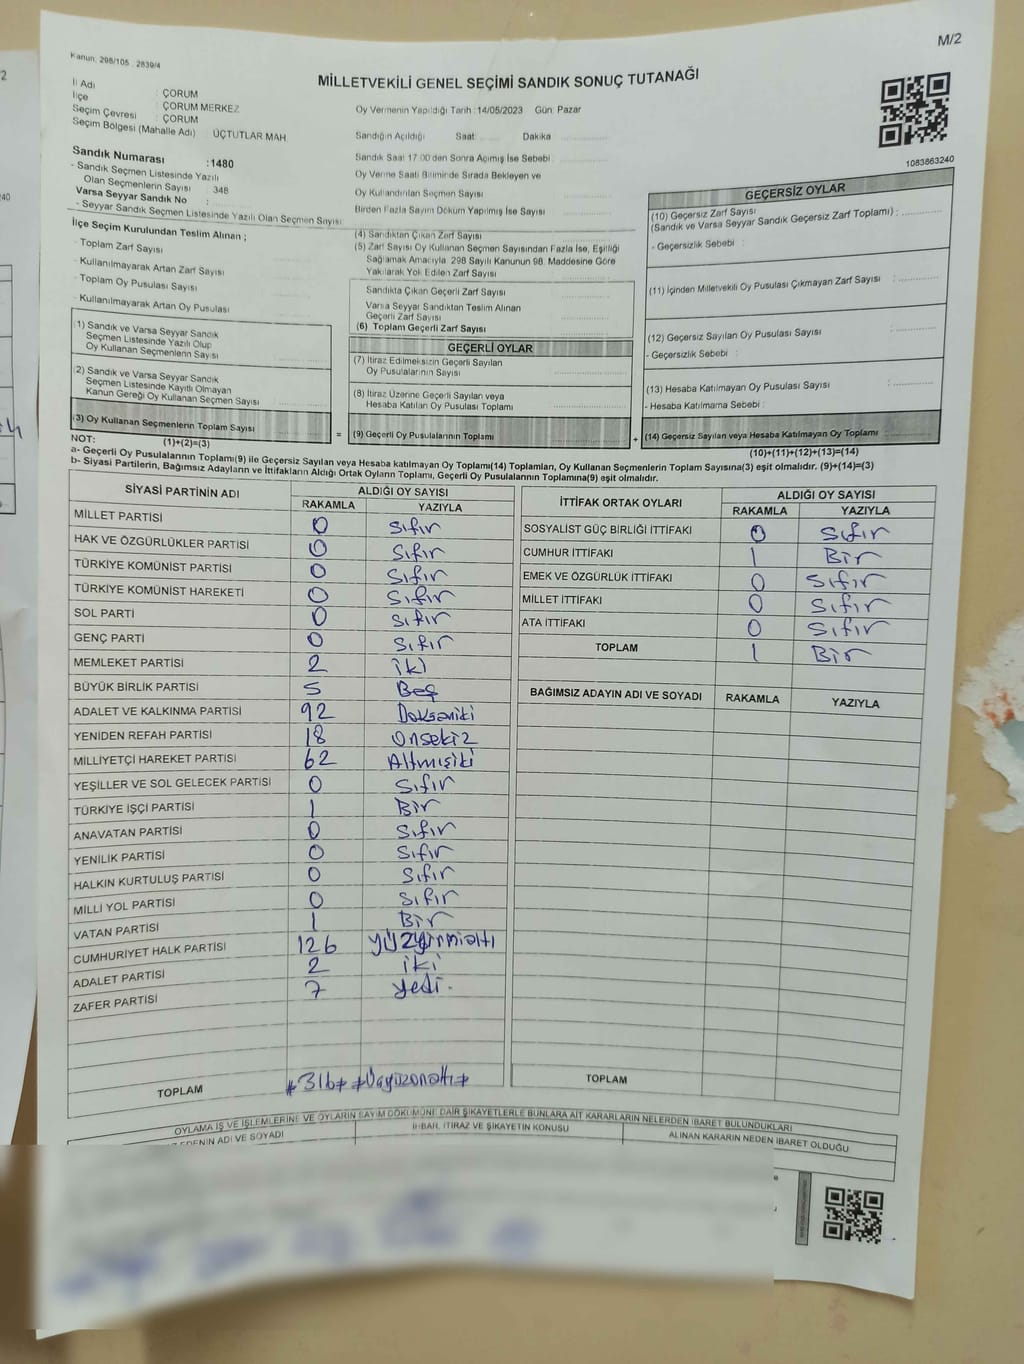 M/2
Kanun: 298/105 . 2839/4
MİLLETVEKİLİ GENEL SEÇİMİ SANDIK SONUÇ TUTANAĞI
İl Adı : ÇORUM
İlçe : ÇORUM MERKEZ
Seçim Çevresi : ÇORUM
Seçim Bölgesi (Mahalle Adı) : ÜÇTUTLAR MAH
Sandık Numarası :1480
- Sandık Seçmen Listesinde Yazılı
Olan Seçmenlerin Sayısı : 348
Varsa Seyyar Sandık No :
- Seyyar Sandık Seçmen Listesinde Yazılı Olan Seçmen Sayısı
İlçe Seçim Kurulundan Teslim Alınan ;
- Toplam Zarf Sayısı
- Kullanılmayarak Artan Zarf Sayısı
- Toplam Oy Pusulası Sayısı
- Kullanılmayarak Artan Oy Pusulası
(1) Sandık ve Varsa Seyyar Sandık
Seçmen Listesinde Yazılı Olup
Oy Kullanan Seçmenlerin Sayısı
(2) Sandık ve Varsa Seyyar Sandık
Seçmen Listesinde Kayıtlı Olmayan
Kanun Gereği Oy Kullanan Seçmen Sayısı
(3) Oy Kullanan Seçmenlerin Toplam Sayısı
(1)+(2)=(3)
Oy Vermenin Yapıldığı Tarih :14/05/2023 Gün: Pazar
Sandığın Açıldığı Saat Dakika
Sandık Saat 17.00'den Sonra Açılmış İse Sebebi :
Oy Verme Saati Bitiminde Sırada Bekleyen ve
Oy Kullandırılan Seçmen Sayısı
Birden Fazla Sayım Döküm Yapılmış İse Sayısı
(4) Sandıktan Çıkan Zarf Sayısı
(5) Zarf Sayısı Oy Kullanan Seçmen Sayısından Fazla İse, Eşitliği
Sağlamak Amacıyla 298 Sayılı Kanunun 98. Maddesine Göre
Yakılarak Yok Edilen Zarf Sayısı
Sandıkta Çıkan Geçerli Zarf Sayısı
Varsa Seyyar Sandıktan Teslim Alınan
Geçerli Zarf Sayısı
(6) Toplam Geçerli Zarf Sayısı
GEÇERLİ OYLAR
(7) İtiraz Edilmeksizin Geçerli Sayılan
Oy Pusulalarının Sayısı
(8) İtiraz Üzerine Geçerli Sayılan veya
Hesaba Katılan Oy Pusulası Toplamı
= (9) Geçerli Oy Pusulalarının Toplamı
1083863240
GEÇERSİZ OYLAR
(10) Geçersiz Zarf Sayısı
(Sandık ve Varsa Seyyar Sandık Geçersiz Zarf Toplamı) :
- Geçersizlik Sebebi :
(11) İçinden Milletvekili Oy Pusulası Çıkmayan Zarf Sayısı
(12) Geçersiz Sayılan Oy Pusulası Sayısı
- Geçersizlik Sebebi :
(13) Hesaba Katılmayan Oy Pusulası Sayısı
- Hesaba Katılmama Sebebi :
+ (14) Geçersiz Sayılan veya Hesaba Katılmayan Oy Toplamı
(10)+(11)+(12)+(13)=(14)
NOT:
a- Geçerli Oy Pusulalarının Toplamı(9) ile Geçersiz Sayılan veya Hesaba katılmayan Oy Toplamı(14) Toplamları, Oy Kullanan Seçmenlerin Toplam Sayısına(3) eşit olmalıdır. (9)+(14)=(3)
b- Siyasi Partilerin, Bağımsız Adayların ve İttifakların Aldığı Ortak Oyların Toplamı, Geçerli Oy Pusulalarının Toplamına(9) eşit olmalıdır.
SİYASİ PARTİNİN ADI ALDIĞI OY SAYISI
RAKAMLA YAZIYLA
MİLLET PARTİSİ 0 Sıfır
HAK VE ÖZGÜRLÜKLER PARTİSİ 0 Sıfır
TÜRKİYE KOMÜNİST PARTİSİ 0 Sıfır
TÜRKİYE KOMÜNİST HAREKETİ 0 Sıfır
SOL PARTİ 0 Sıfır
GENÇ PARTİ 0 Sıfır
MEMLEKET PARTİSİ 2 iki
BÜYÜK BİRLİK PARTİSİ 5 Beş
ADALET VE KALKINMA PARTİSİ 92 Doksaniki
YENİDEN REFAH PARTİSİ 18 Onsekiz
MİLLİYETÇİ HAREKET PARTİSİ 62 Altmışiki
YEŞİLLER VE SOL GELECEK PARTİSİ 0 Sıfır
TÜRKİYE İŞÇİ PARTİSİ 1 Bir
ANAVATAN PARTİSİ 0 Sıfır
YENİLİK PARTİSİ 0 Sıfır
HALKIN KURTULUŞ PARTİSİ 0 Sıfır
MİLLİ YOL PARTİSİ 0 Sıfır
VATAN PARTİSİ 1 Bir
CUMHURİYET HALK PARTİSİ 126 yüzyirmialtı
ADALET PARTİSİ 2 iki
ZAFER PARTİSİ 7 yedi.
TOPLAM #316# #Üçyüzonaltı#
İTTİFAK ORTAK OYLARI ALDIĞI OY SAYISI
RAKAMLA YAZIYLA
SOSYALİST GÜÇ BİRLİĞİ İTTİFAKI 0 Sıfır
CUMHUR İTTİFAKI 1 Bir
EMEK VE ÖZGÜRLÜK İTTİFAKI 0 Sıfır
MİLLET İTTİFAKI 0 Sıfır
ATA İTTİFAKI 0 Sıfır
TOPLAM 1 Bir
BAĞIMSIZ ADAYIN ADI VE SOYADI RAKAMLA YAZIYLA
TOPLAM
OYLAMA İŞ VE İŞLEMLERİNE VE OYLARIN SAYIM DÖKÜMÜNE DAİR ŞİKAYETLERLE BUNLARA AİT KARARLARIN NELERDEN İBARET BULUNDUKLARI
EDENİN ADI VE SOYADI İHBAR, İTİRAZ VE ŞİKAYETİN KONUSU ALINAN KARARIN NEDEN İBARET OLDUĞU